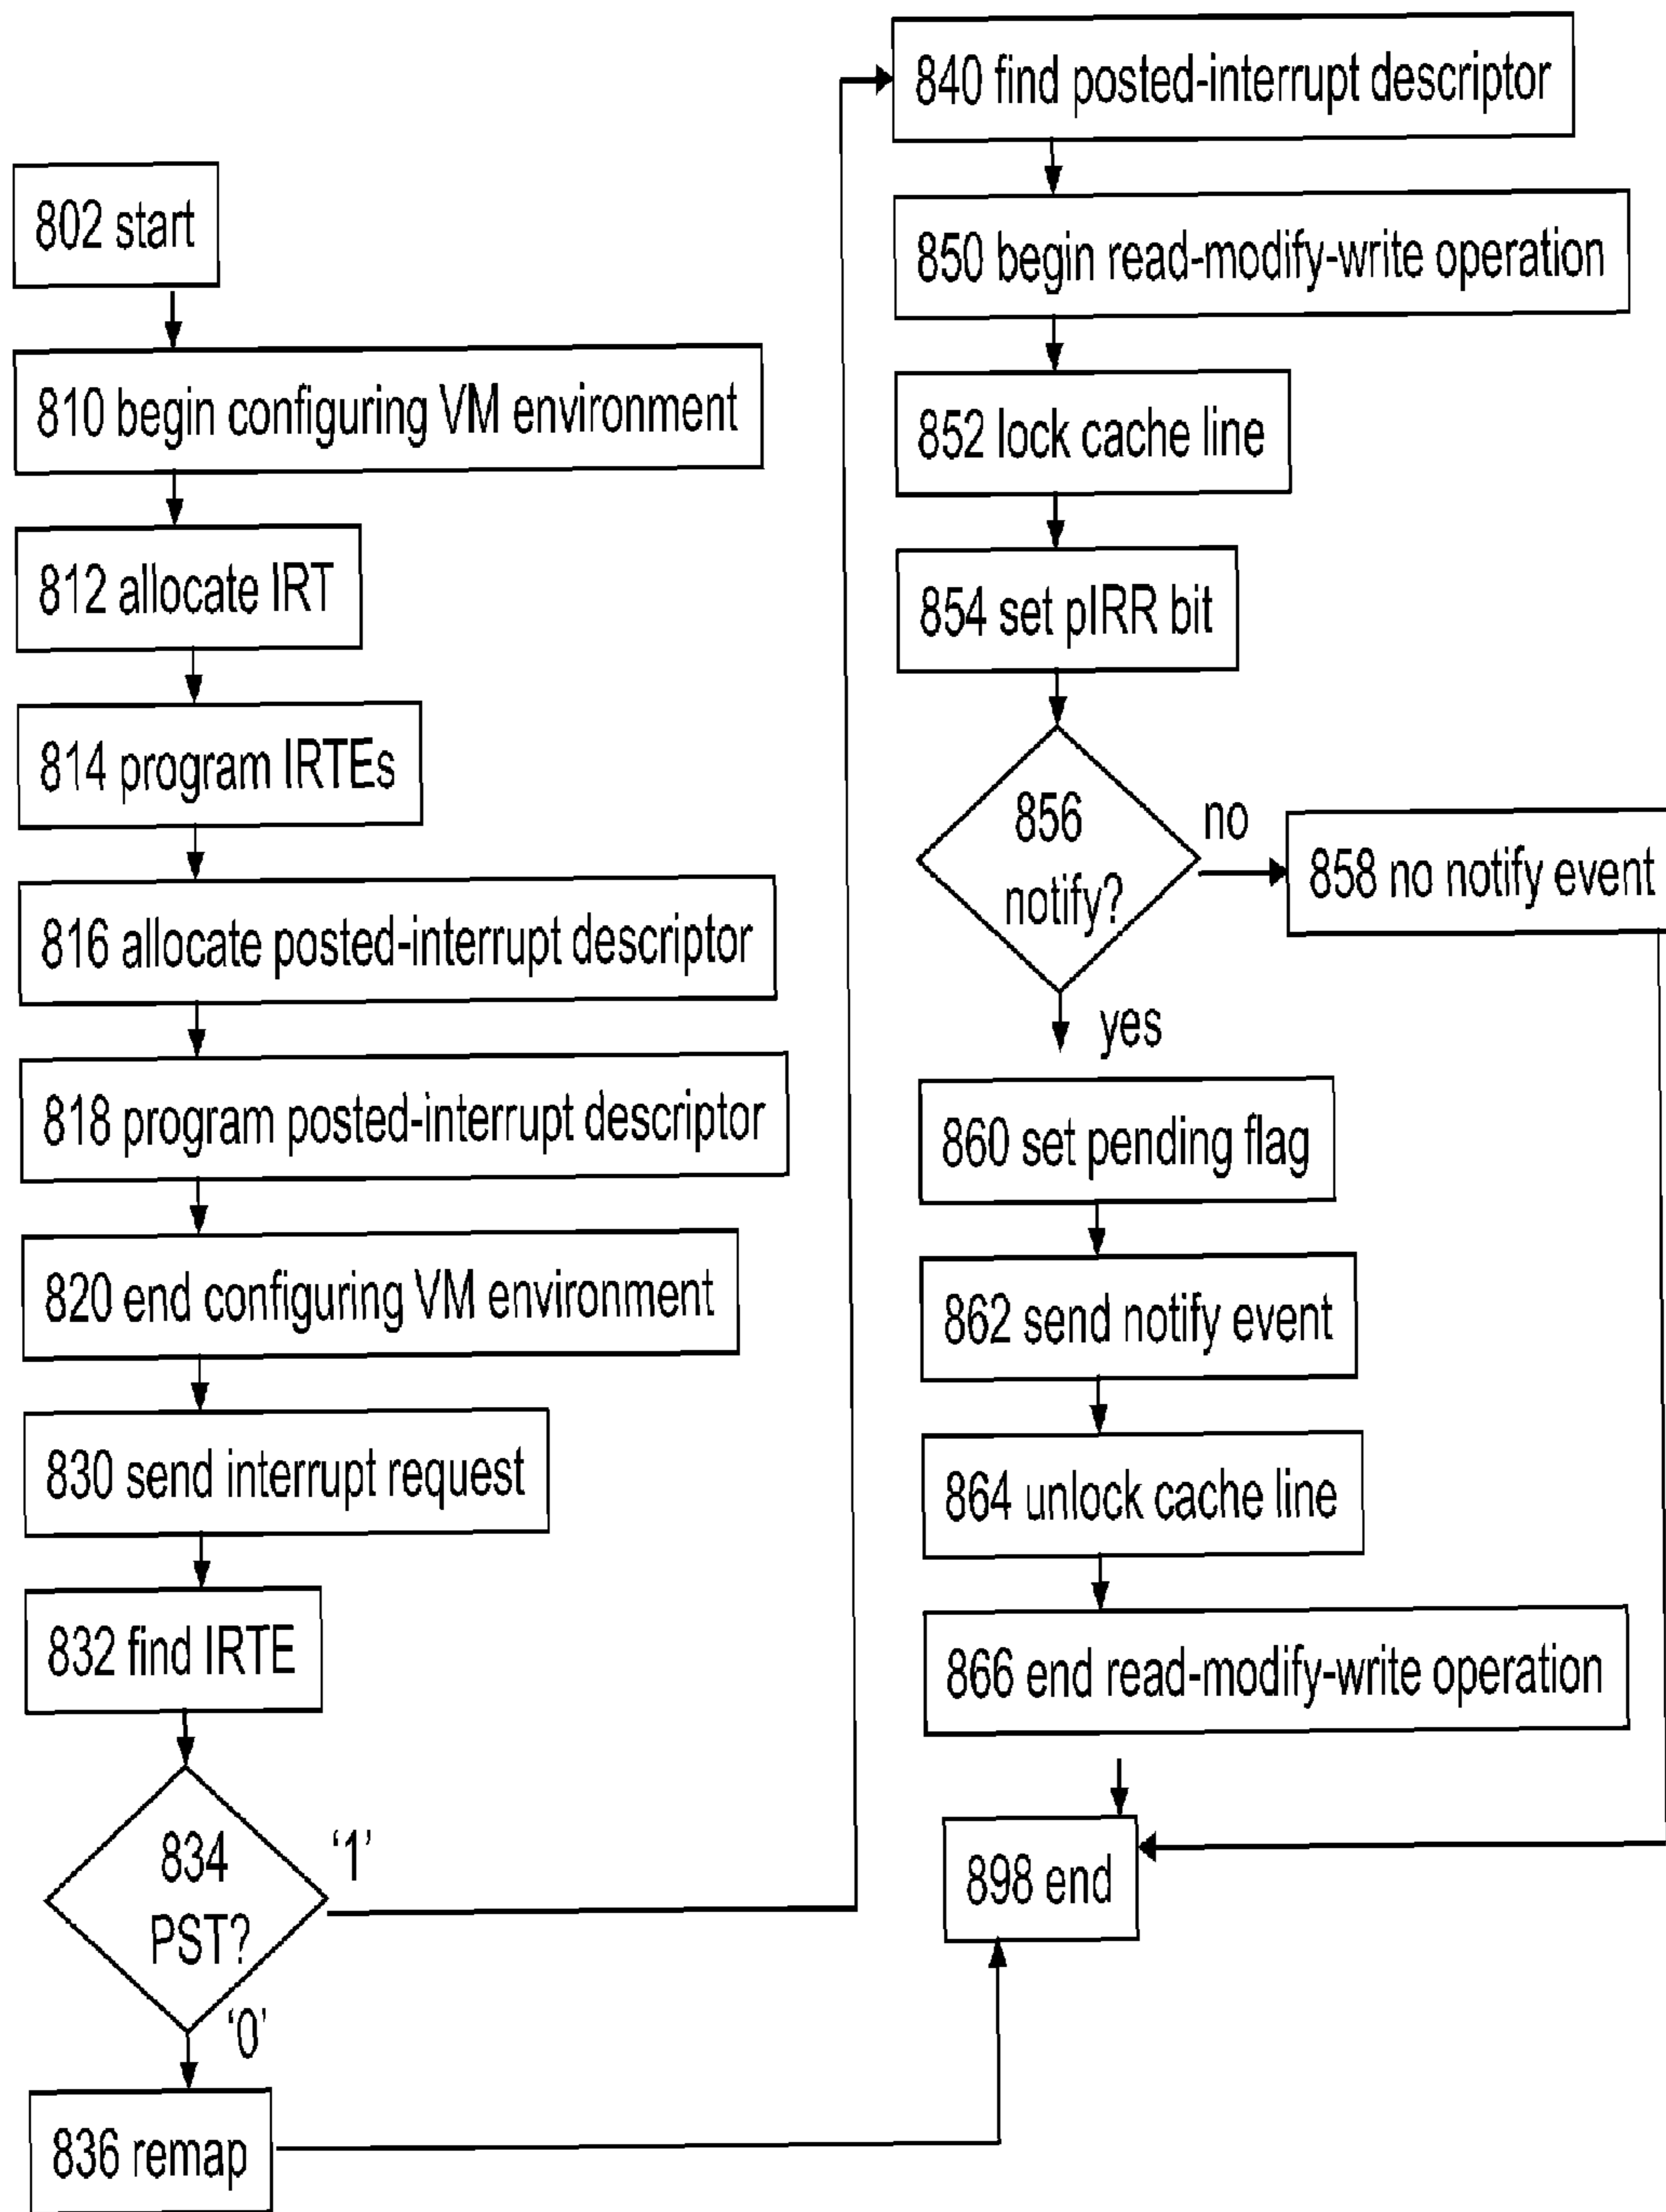 802 start
810 begin configuring VM environment
812 allocate IRT
814 program IRTEs
816 allocate posted-interrupt descriptor
818 program posted-interrupt descriptor
820 end configuring VM environment
830 send interrupt request
832 find IRTE
834
PST?
'1'
'0'
836 remap
840 find posted-interrupt descriptor
850 begin read-modify-write operation
852 lock cache line
854 set pIRR bit
856
notify?
no
858 no notify event
yes
860 set pending flag
862 send notify event
864 unlock cache line
866 end read-modify-write operation
898 end